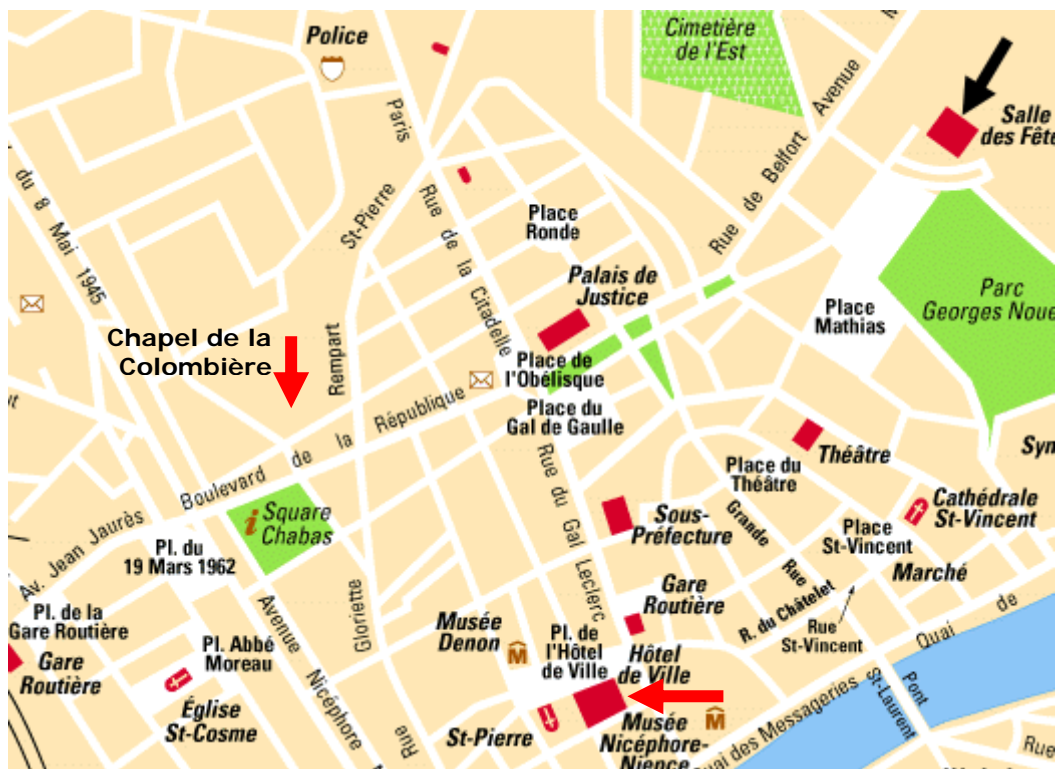 Police
Cimetière
de l'Est
Avenue
Salle
des Fête
Paris
Rue de Belfort
du 8 Mai 1945
St-Pierre
Rue de la Citadelle
Place
Ronde
Palais de
Justice
Parc
Georges Noue
Place
Mathias
Chapel de la
Colombière
Rempart
Place de
l'Obélisque
Place du
Gal de Gaulle
Boulevard de la République
Théâtre
Place du
Théâtre
Sym
Cathédrale
St-Vincent
i
Square
Chabas
Rue du Gal Leclerc
Sous-
Préfecture
Grande Rue
Place
St-Vincent
Marché
Av. Jean Jaurès
Pl. du
19 Mars 1962
Gare
Routière
R. du Châtelet
Rue
St-Vincent
Quai de
Pl. de la
Gare Routière
Gare
Routière
Pl. Abbé
Moreau
Avenue Nicéphore
Rue Gloriette
Musée
Denon
M
Pl. de
l'Hôtel
de Ville
Hôtel
de Ville
Église
St-Cosme
St-Pierre
Musée
Nicéphore-
Nience
M
Quai des Messageries
Pont
St-Laurent
Rue